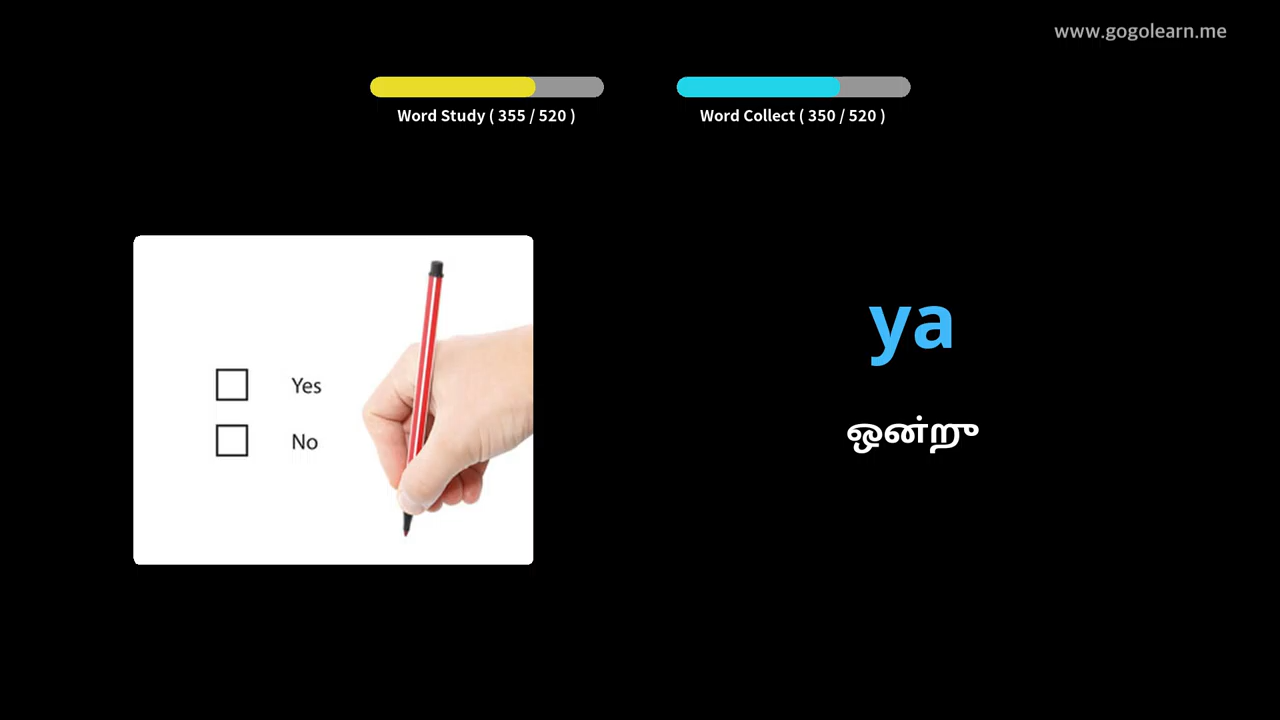 www.gogolearn.me
Word Study ( 355 / 520 )
Word Collect ( 350 / 520 )
Yes
No
ya
ஒன்று